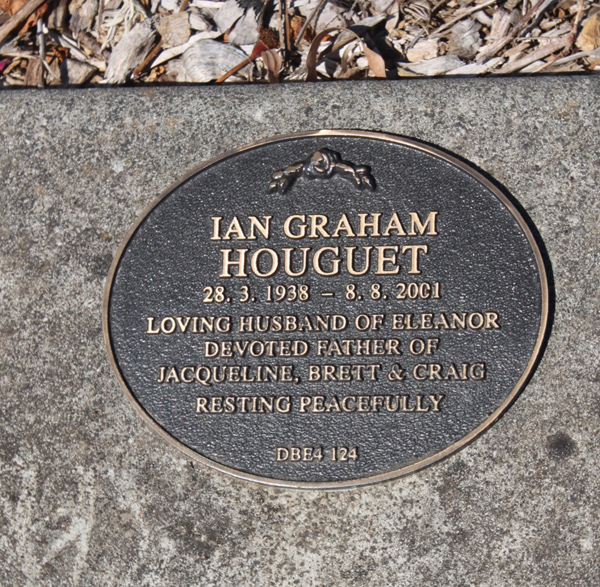 IAN GRAHAM
HOUGUET
28. 3. 1938 – 8. 8. 2001
LOVING HUSBAND OF ELEANOR
DEVOTED FATHER OF
JACQUELINE, BRETT & CRAIG
RESTING PEACEFULLY
DBE4 124